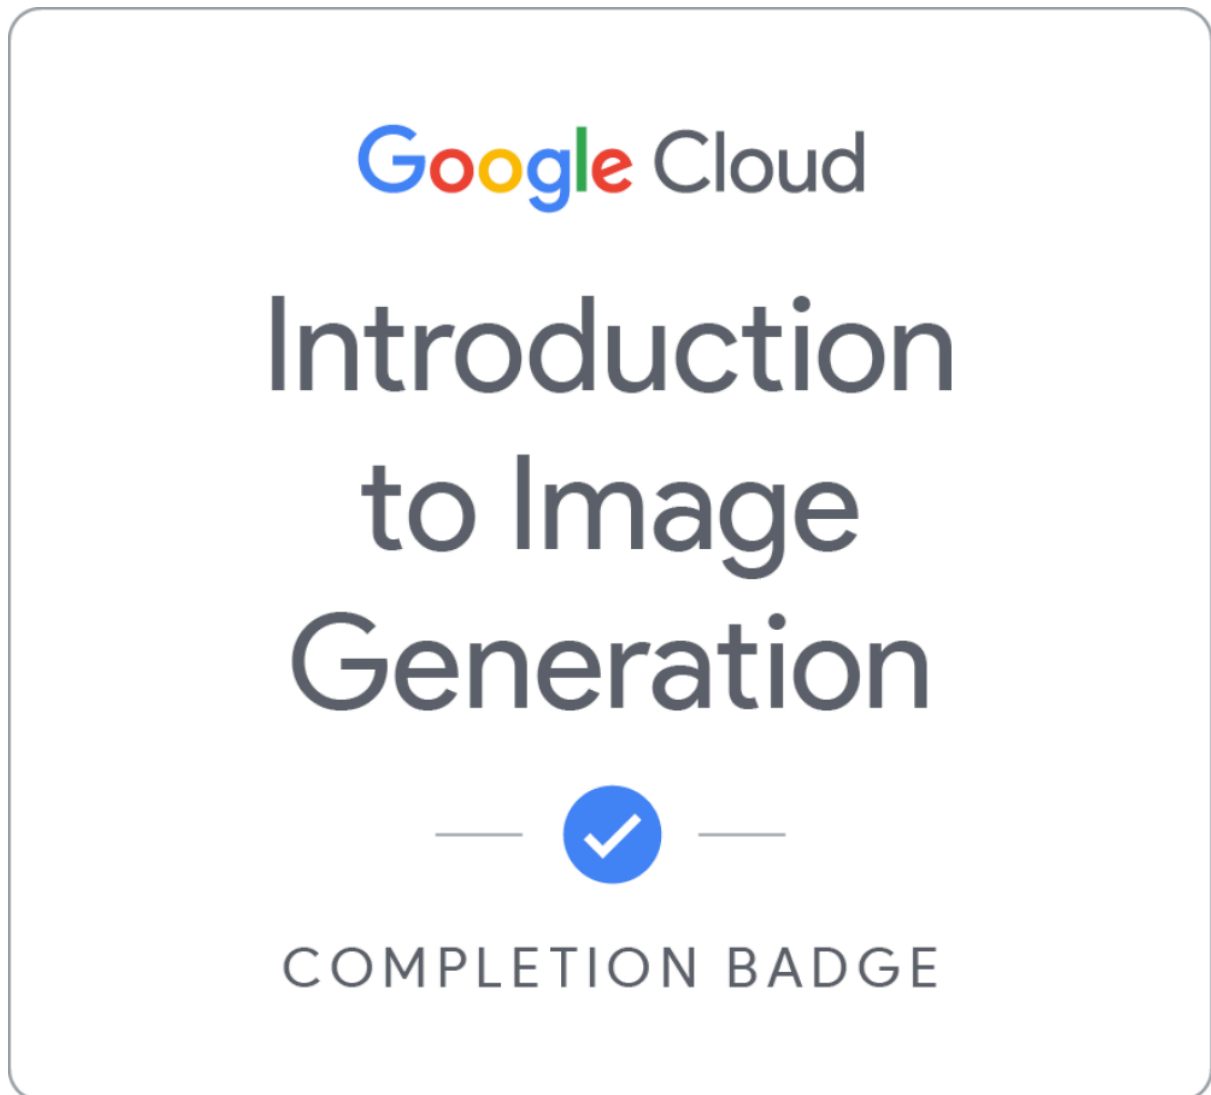 Google Cloud
Introduction
to Image
Generation
COMPLETION BADGE